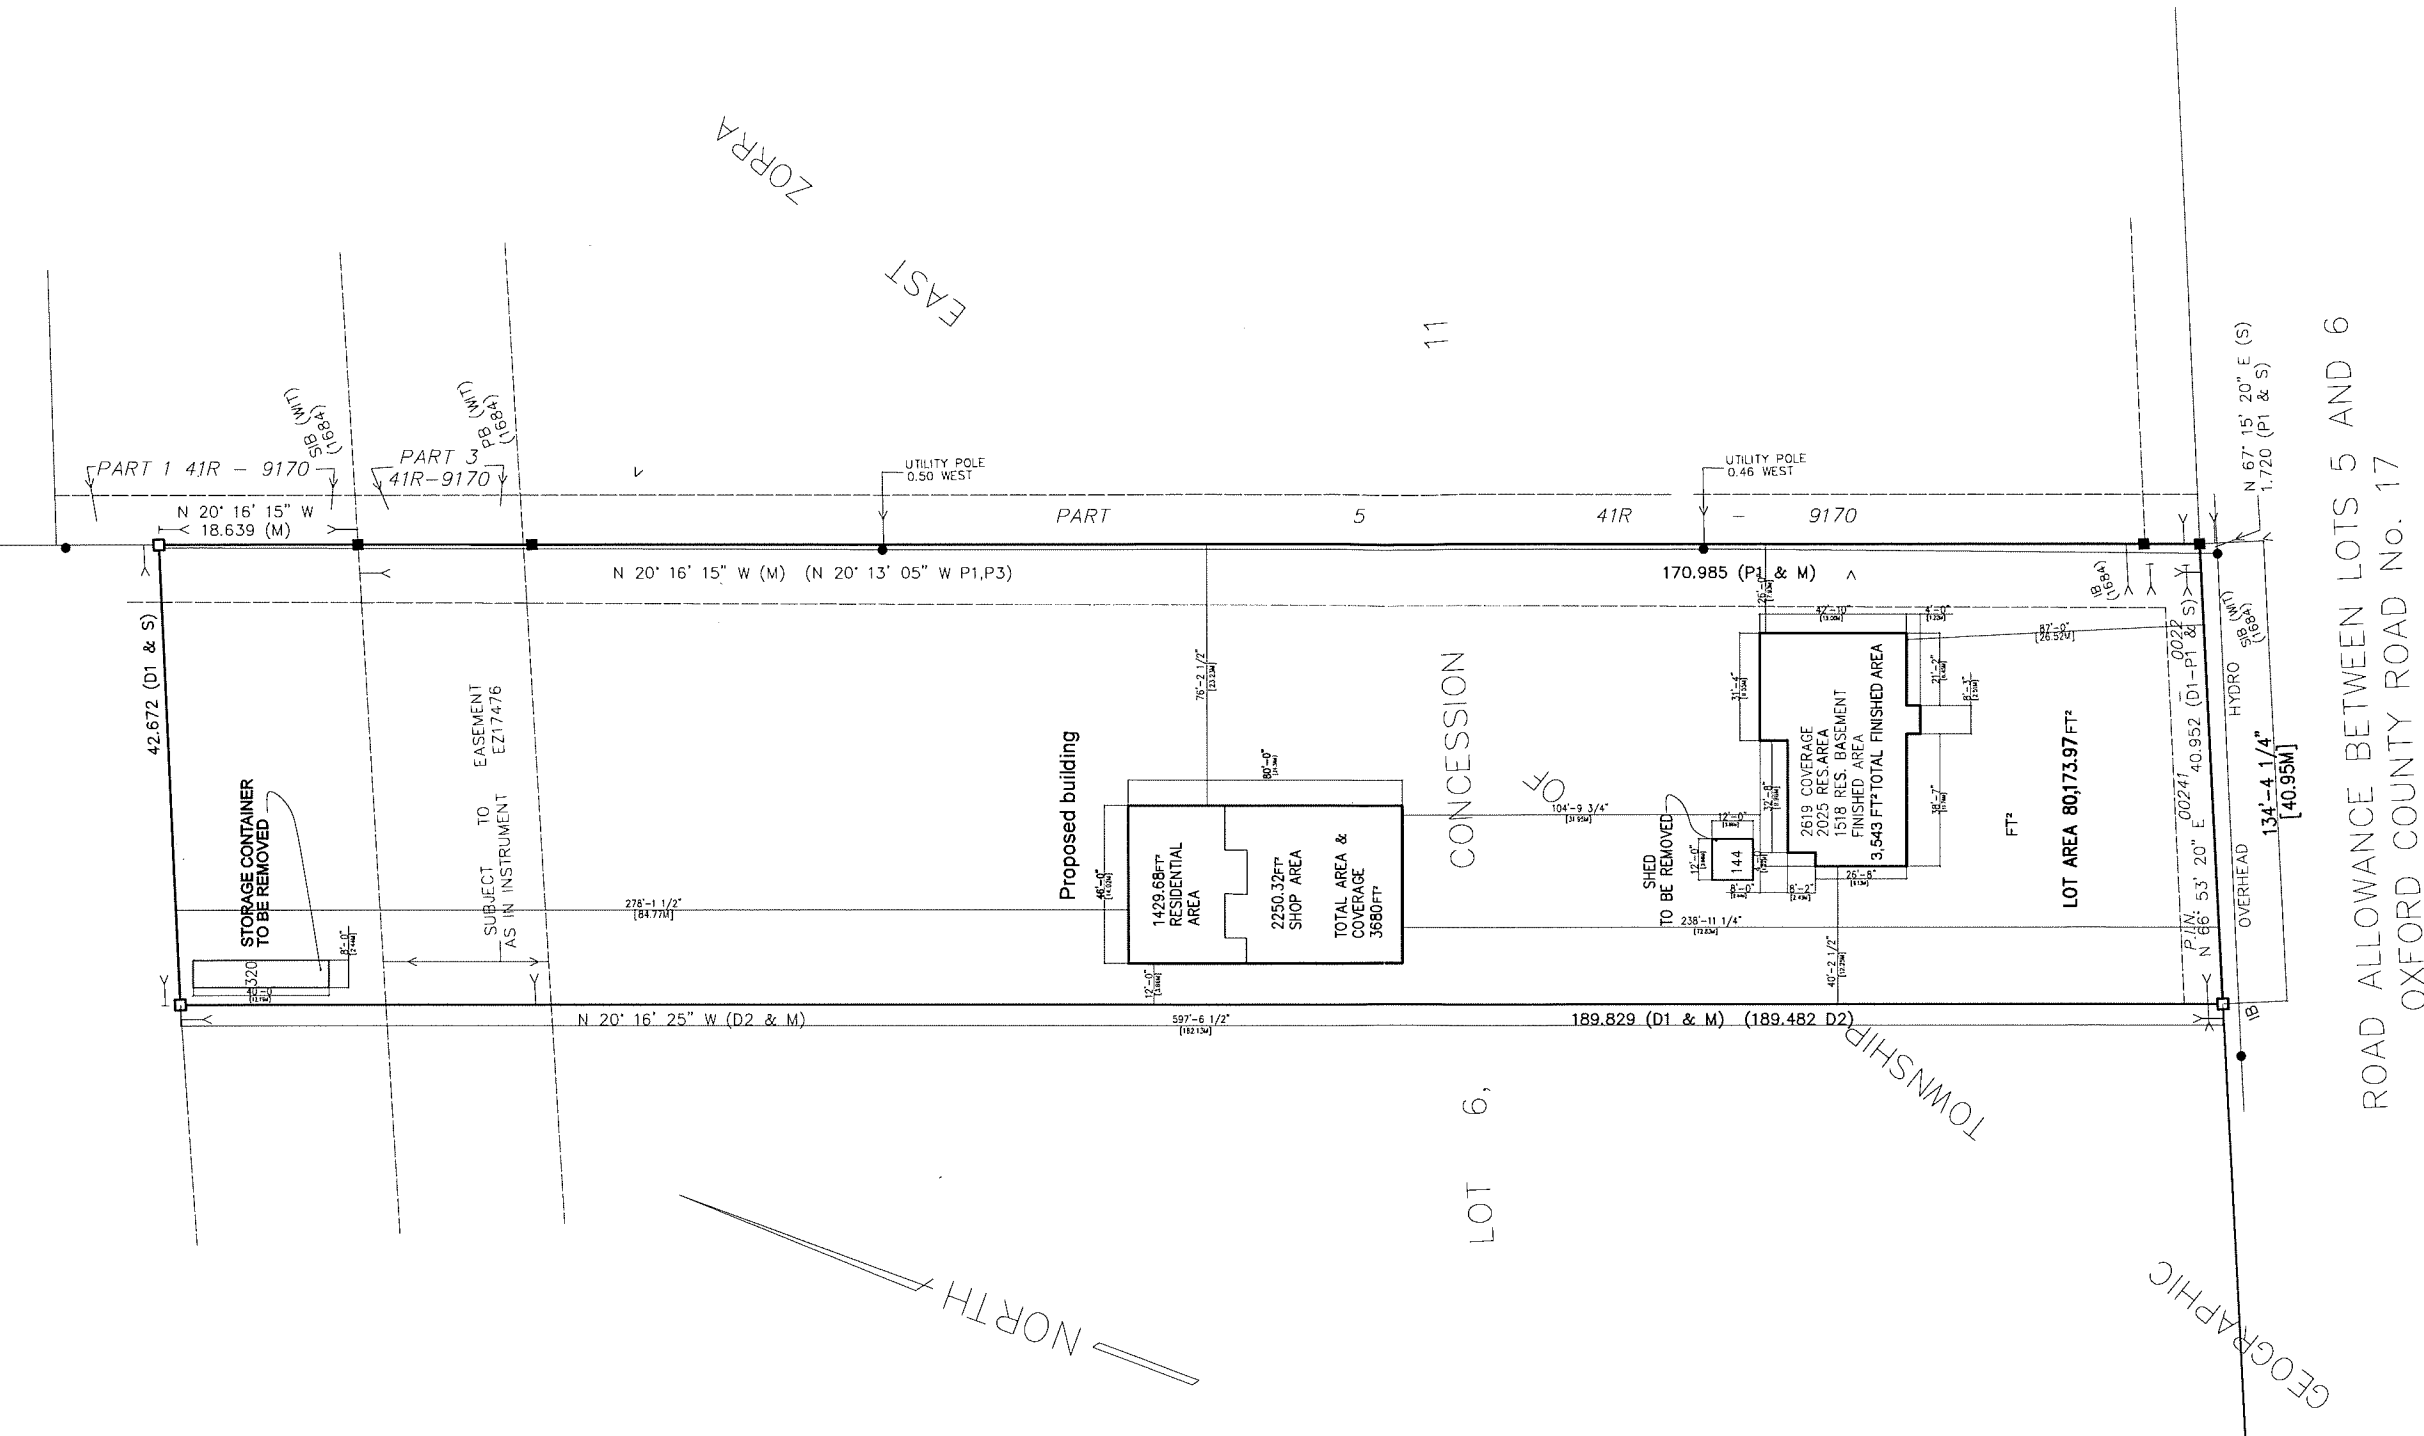 ZORRA
EAST
11
CONCESSION
OF
TOWNSHIP
GEOGRAPHIC
LOT 6,
NORTH
PART 1 41R - 9170
SIB (WIT)
(1684)
PART 3
41R-9170
PB (WIT)
(1684)
UTILITY POLE
0.50 WEST
UTILITY POLE
0.46 WEST
N 20° 16' 15" W
18.639 (M)
PART 5 41R - 9170
N 20° 16' 15" W (M) (N 20° 13' 05" W P1,P3)
170.985 (P1 & M)
N 67° 15' 20" E (S)
1.720 (P1 & S)
IB
(1684)
SIB (WIT)
(1684)
42.672 (D1 & S)
STORAGE CONTAINER
TO BE REMOVED
320
40'-0"
8'-0"
SUBJECT TO EASEMENT
AS IN INSTRUMENT EZ17476
278'-1 1/2"
[84.77M]
Proposed building
46'-0"
80'-0"
76'-2 1/2"
[23.23M]
12'-0"
1429.68FT²
RESIDENTIAL
AREA
2250.32FT²
SHOP AREA
TOTAL AREA &
COVERAGE
3680FT²
104'-9 3/4"
238'-11 1/4"
SHED
TO BE REMOVED
144
12'-0"
12'-0"
8'-0"
8'-2"
26'-8"
26'-0"
42'-10"
4'-0"
31'-4"
32'-8"
21'-2"
8'-3"
38'-7"
87'-0"
[26.52M]
40'-2 1/2"
2619 COVERAGE
2025 RES.AREA
1518 RES. BASEMENT
FINISHED AREA
3,543 FT² TOTAL FINISHED AREA
FT²
LOT AREA 80,173.97FT²
P.I.N. 00241 - 0022
N 66° 53' 20" E 40.952 (D1-P1 & S)
OVERHEAD HYDRO
134'-4 1/4"
[40.95M]
IB
N 20° 16' 25" W (D2 & M)
597'-6 1/2"
[182.13M]
189.829 (D1 & M) (189.482 D2)
ROAD ALLOWANCE BETWEEN LOTS 5 AND 6
OXFORD COUNTY ROAD No. 17